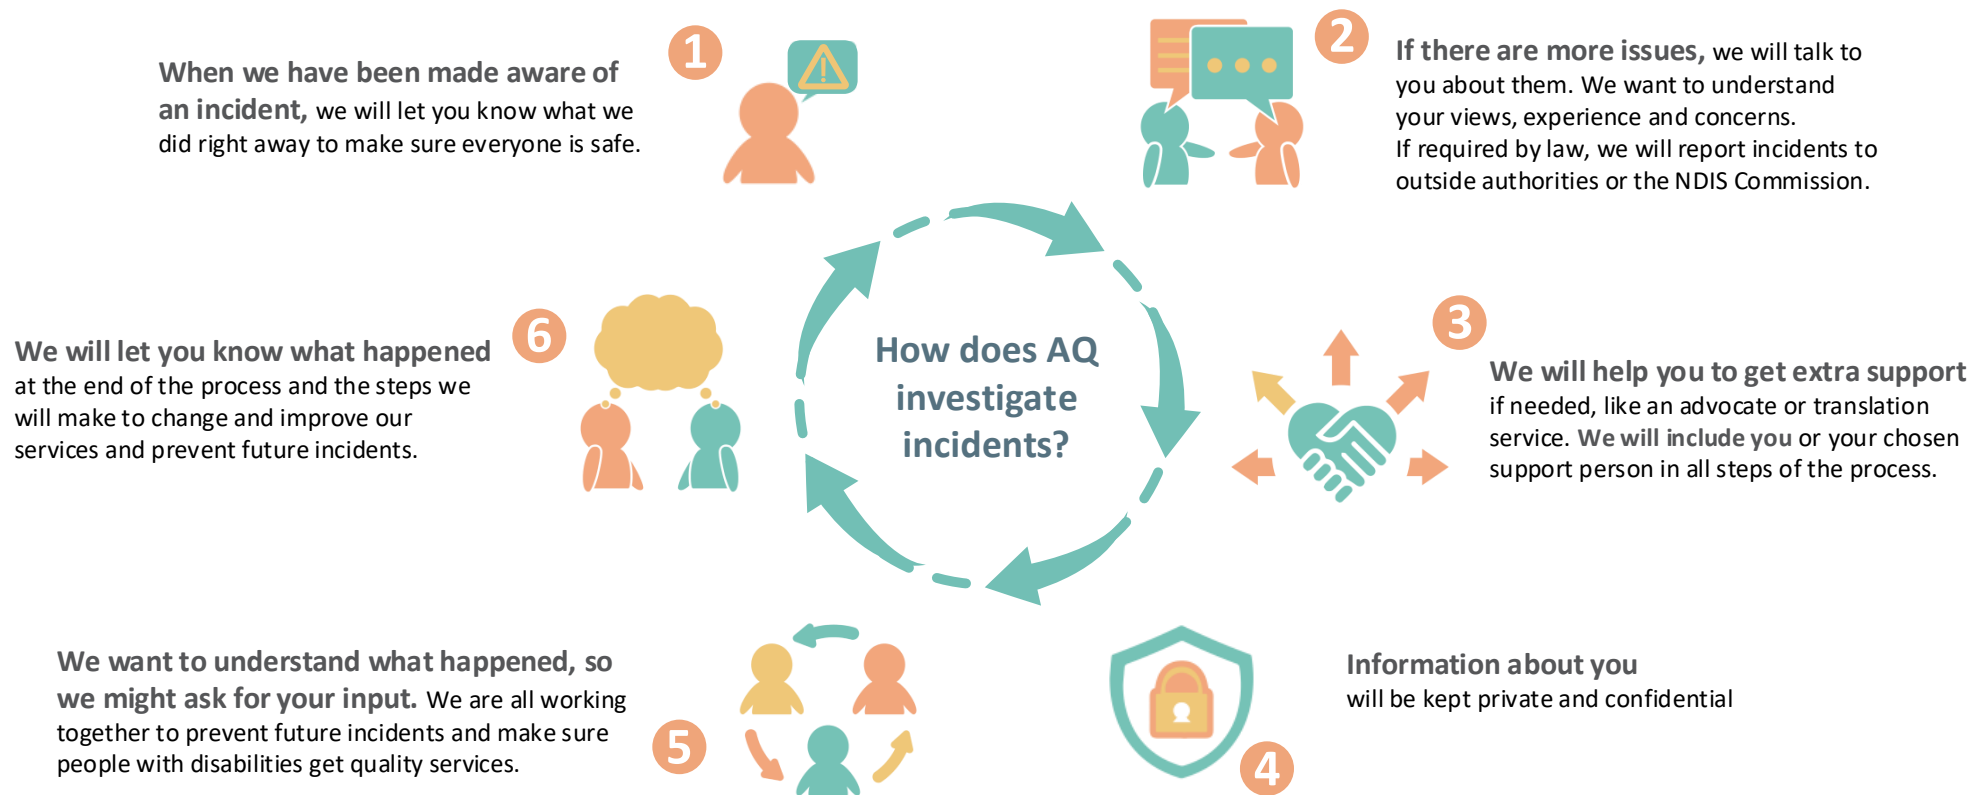 How does AQ
investigate
incidents?
1
When we have been made aware of
an incident, we will let you know what we
did right away to make sure everyone is safe.
2
If there are more issues, we will talk to
you about them. We want to understand
your views, experience and concerns.
If required by law, we will report incidents to
outside authorities or the NDIS Commission.
3
We will help you to get extra support
if needed, like an advocate or translation
service. We will include you or your chosen
support person in all steps of the process.
4
Information about you
will be kept private and confidential
5
We want to understand what happened, so
we might ask for your input. We are all working
together to prevent future incidents and make sure
people with disabilities get quality services.
6
We will let you know what happened
at the end of the process and the steps we
will make to change and improve our
services and prevent future incidents.